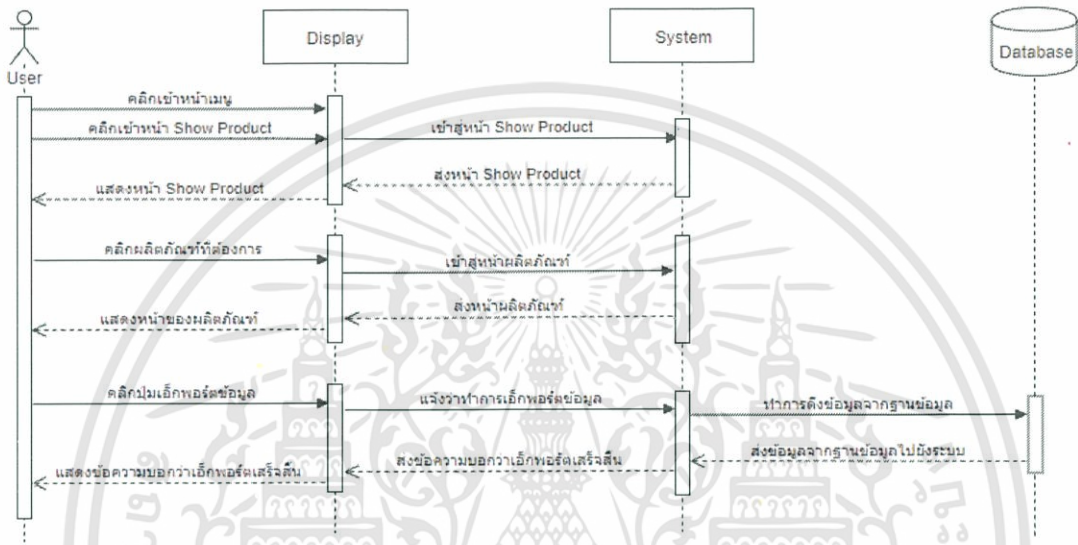 Display
System
Database
User
คลิกเข้าหน้าเมนู
คลิกเข้าหน้า Show Product
เข้าสู่หน้า Show Product
ส่งหน้า Show Product
แสดงหน้า Show Product
คลิกผลิตภัณฑ์ที่ต้องการ
เข้าสู่หน้าผลิตภัณฑ์
ส่งหน้าผลิตภัณฑ์
แสดงหน้าของผลิตภัณฑ์
คลิกปุ่มเอ็กพอร์ตข้อมูล
แจ้งว่าทำการเอ็กพอร์ตข้อมูล
ทำการดึงข้อมูลจากฐานข้อมูล
ส่งข้อมูลจากฐานข้อมูลไปยังระบบ
ส่งข้อความบอกว่าเอ็กพอร์ตเสร็จสิ้น
แสดงข้อความบอกว่าเอ็กพอร์ตเสร็จสิ้น